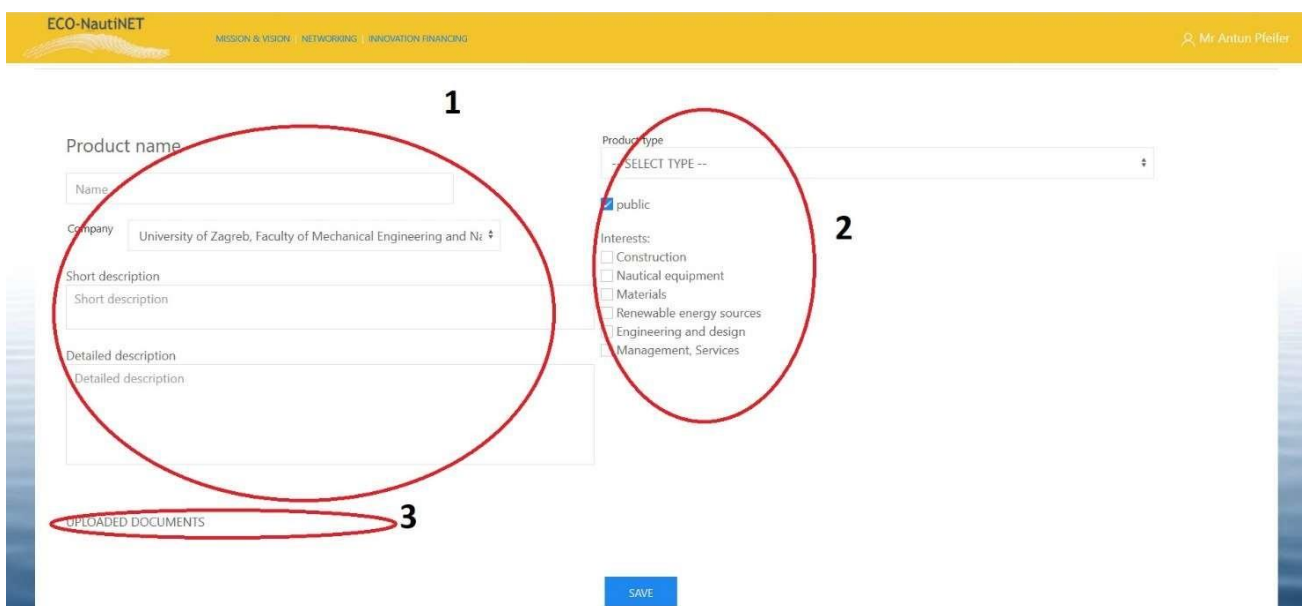 ECO-NautiNET
MISSION & VISION | NETWORKING | INNOVATION FINANCING
Mr Antun Pfeifer
1
Product name
Name
Company
University of Zagreb, Faculty of Mechanical Engineering and Na
Short description
Short description
Detailed description
Detailed description
Product type
-- SELECT TYPE --
public
2
Interests:
Construction
Nautical equipment
Materials
Renewable energy sources
Engineering and design
Management, Services
UPLOADED DOCUMENTS
3
SAVE